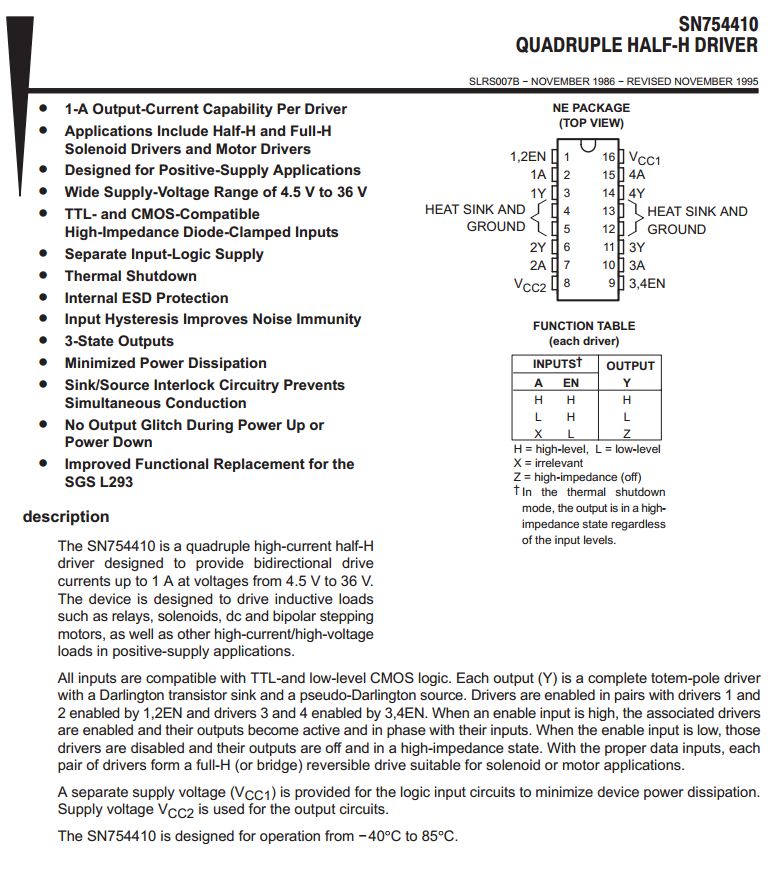 SN754410
QUADRUPLE HALF-H DRIVER
SLRS007B − NOVEMBER 1986 − REVISED NOVEMBER 1995
• 1-A Output-Current Capability Per Driver
• Applications Include Half-H and Full-H
Solenoid Drivers and Motor Drivers
• Designed for Positive-Supply Applications
• Wide Supply-Voltage Range of 4.5 V to 36 V
• TTL- and CMOS-Compatible
High-Impedance Diode-Clamped Inputs
• Separate Input-Logic Supply
• Thermal Shutdown
• Internal ESD Protection
• Input Hysteresis Improves Noise Immunity
• 3-State Outputs
• Minimized Power Dissipation
• Sink/Source Interlock Circuitry Prevents
Simultaneous Conduction
• No Output Glitch During Power Up or
Power Down
• Improved Functional Replacement for the
SGS L293
NE PACKAGE
(TOP VIEW)
1,2EN 1 16 VCC1
1A 2 15 4A
1Y 3 14 4Y
HEAT SINK AND 4 13 HEAT SINK AND
GROUND 5 12 GROUND
2Y 6 11 3Y
2A 7 10 3A
VCC2 8 9 3,4EN
FUNCTION TABLE
(each driver)
INPUTS† OUTPUT
A EN Y
H H H
L H L
X L Z
H = high-level, L = low-level
X = irrelevant
Z = high-impedance (off)
† In the thermal shutdown
mode, the output is in a high-
impedance state regardless
of the input levels.
description
The SN754410 is a quadruple high-current half-H
driver designed to provide bidirectional drive
currents up to 1 A at voltages from 4.5 V to 36 V.
The device is designed to drive inductive loads
such as relays, solenoids, dc and bipolar stepping
motors, as well as other high-current/high-voltage
loads in positive-supply applications.
All inputs are compatible with TTL-and low-level CMOS logic. Each output (Y) is a complete totem-pole driver
with a Darlington transistor sink and a pseudo-Darlington source. Drivers are enabled in pairs with drivers 1 and
2 enabled by 1,2EN and drivers 3 and 4 enabled by 3,4EN. When an enable input is high, the associated drivers
are enabled and their outputs become active and in phase with their inputs. When the enable input is low, those
drivers are disabled and their outputs are off and in a high-impedance state. With the proper data inputs, each
pair of drivers form a full-H (or bridge) reversible drive suitable for solenoid or motor applications.
A separate supply voltage (VCC1) is provided for the logic input circuits to minimize device power dissipation.
Supply voltage VCC2 is used for the output circuits.
The SN754410 is designed for operation from −40°C to 85°C.